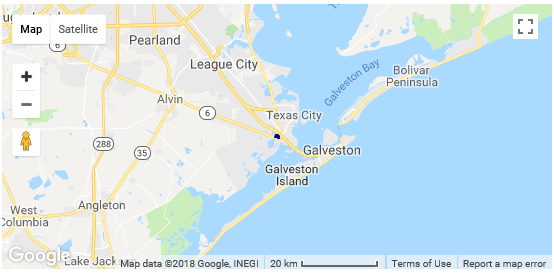 Map
Satellite
Pearland
6
League City
Galveston Bay
Bolivar
Peninsula
Alvin
6
Texas City
288
35
Galveston
Galveston
Island
West
Columbia
Angleton
Lake Jack
Google
Map data ©2018 Google, INEGI
20 km
Terms of Use
Report a map error